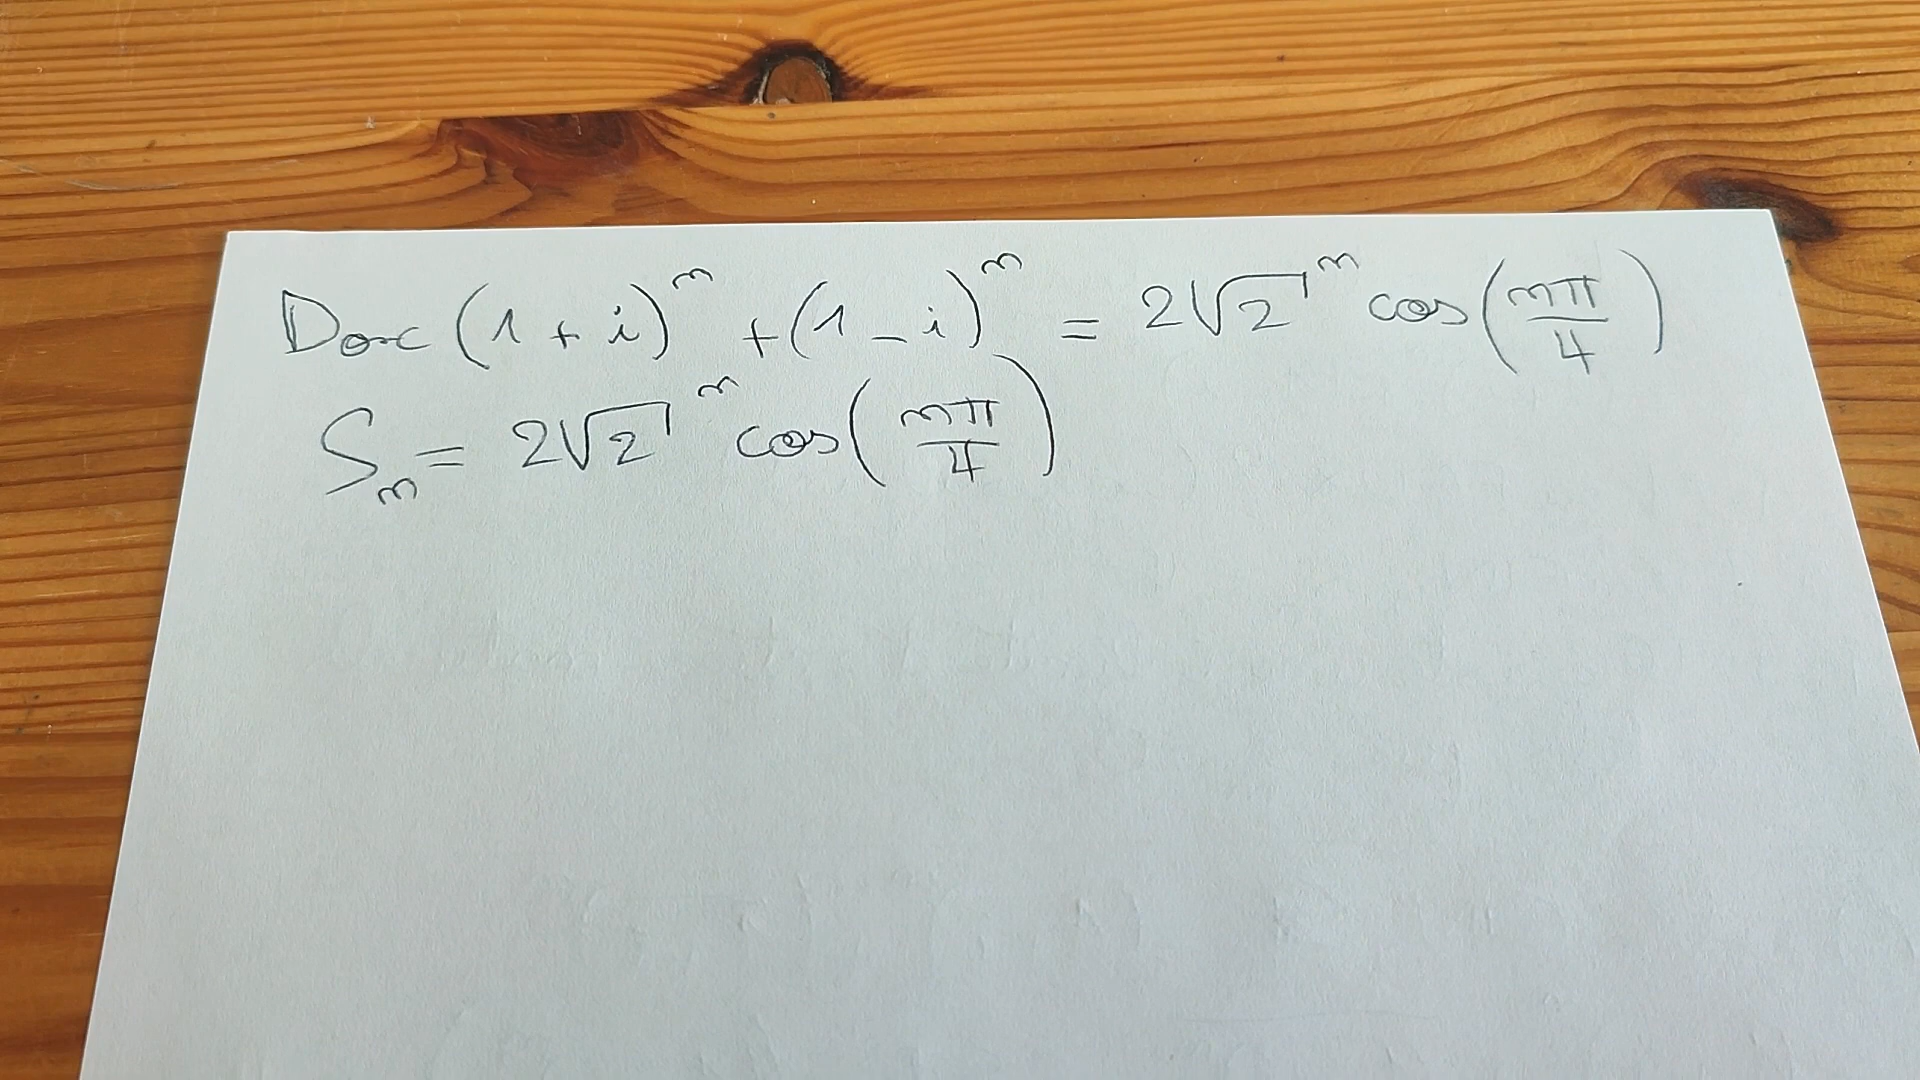 Donc (1 + i)^n + (1 - i)^n = 2√2^n cos(nπ/4)
S_n = 2√2^n cos(nπ/4)